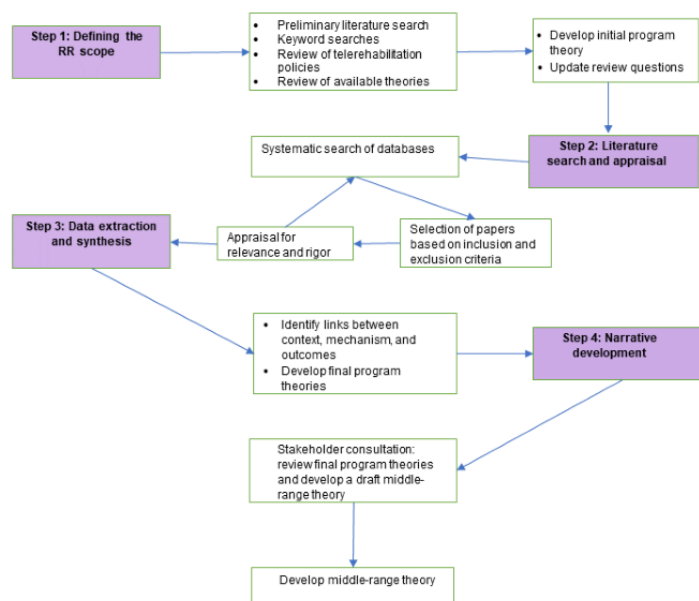 Step 1: Defining the
RR scope
• Preliminary literature search
• Keyword searches
• Review of telerehabilitation
policies
• Review of available theories
• Develop initial program
theory
• Update review questions
Step 2: Literature
search and appraisal
Systematic search of databases
Selection of papers
based on inclusion and
exclusion criteria
Appraisal for
relevance and rigor
Step 3: Data extraction
and synthesis
• Identify links between
context, mechanism, and
outcomes
• Develop final program
theories
Step 4: Narrative
development
Stakeholder consultation:
review final program theories
and develop a draft middle-
range theory
Develop middle-range theory